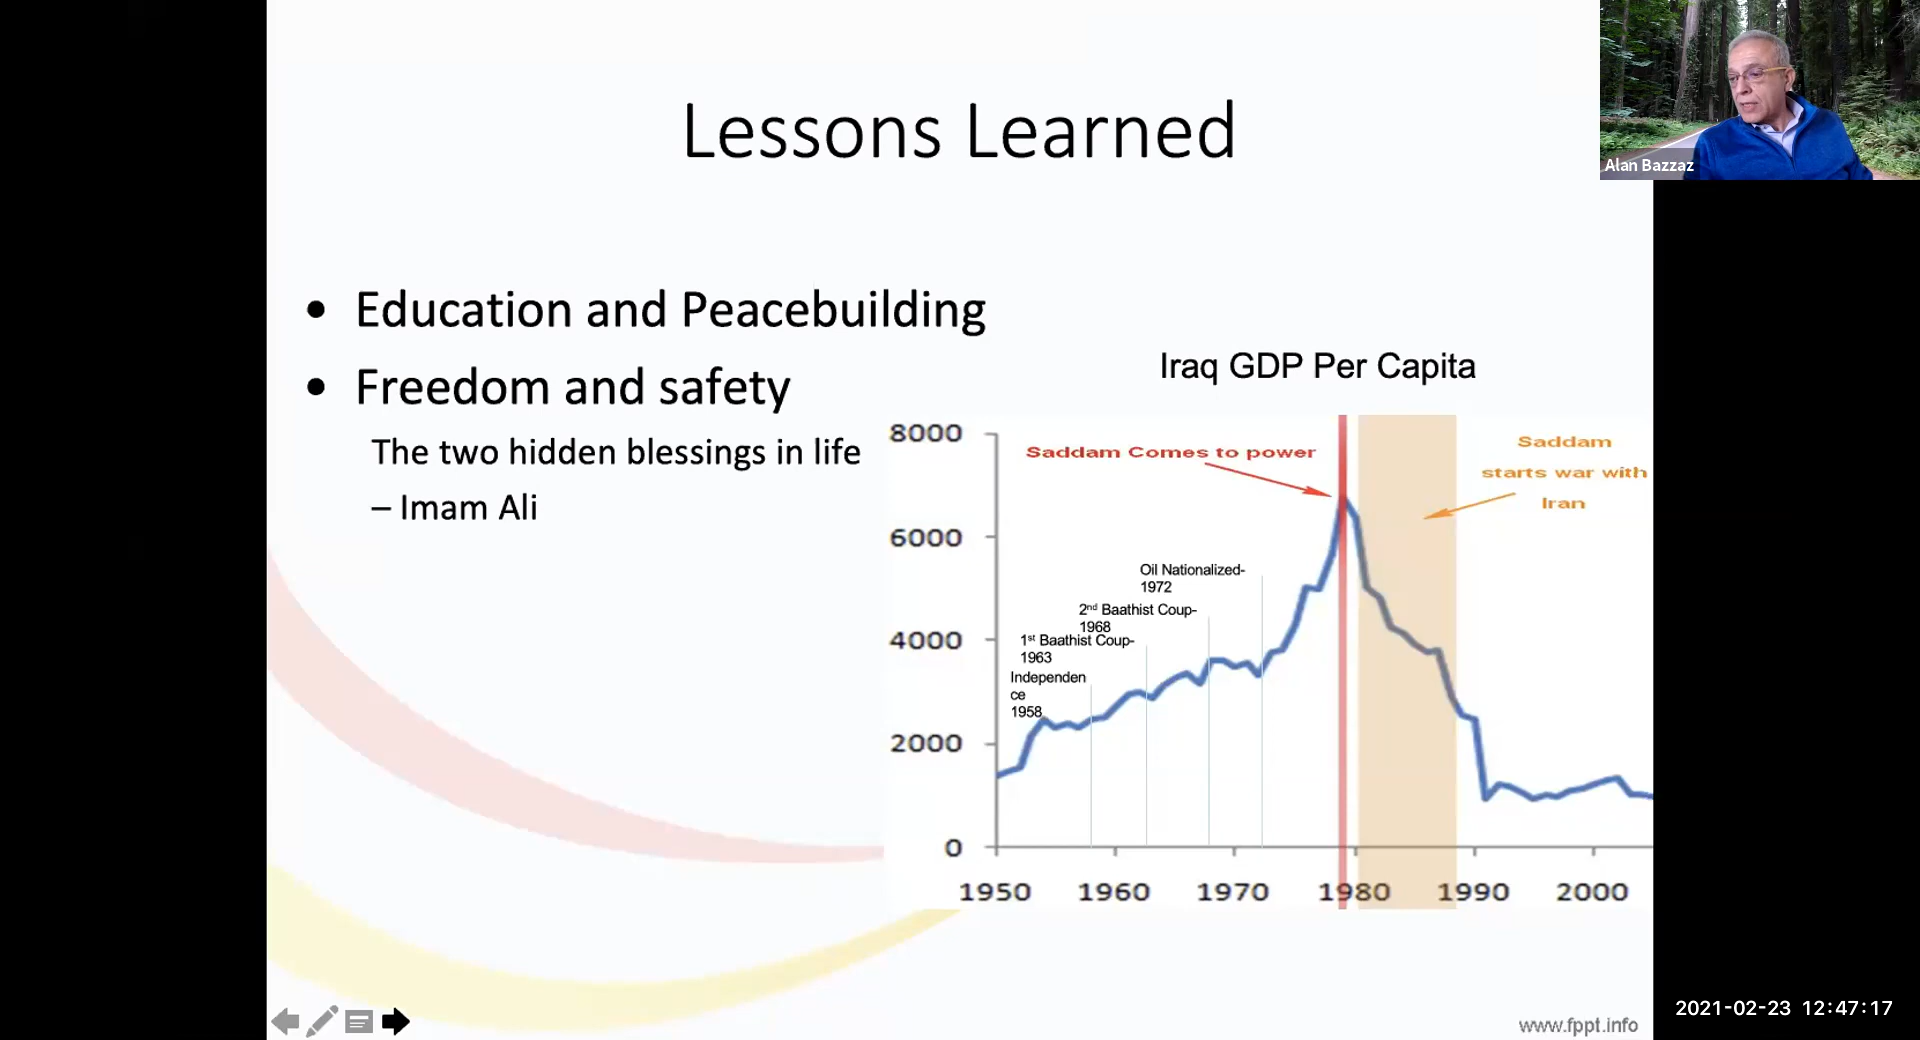 Lessons Learned
Alan Bazzaz
• Education and Peacebuilding
• Freedom and safety
The two hidden blessings in life
– Imam Ali
Iraq GDP Per Capita
8000
6000
4000
2000
0
Saddam Comes to power
Saddam
starts war with
Iran
Oil Nationalized-
1972
2nd Baathist Coup-
1968
1st Baathist Coup-
1963
Independen
ce
1958
1950 1960 1970 1980 1990 2000
2021-02-23 12:47:17
www.fppt.info